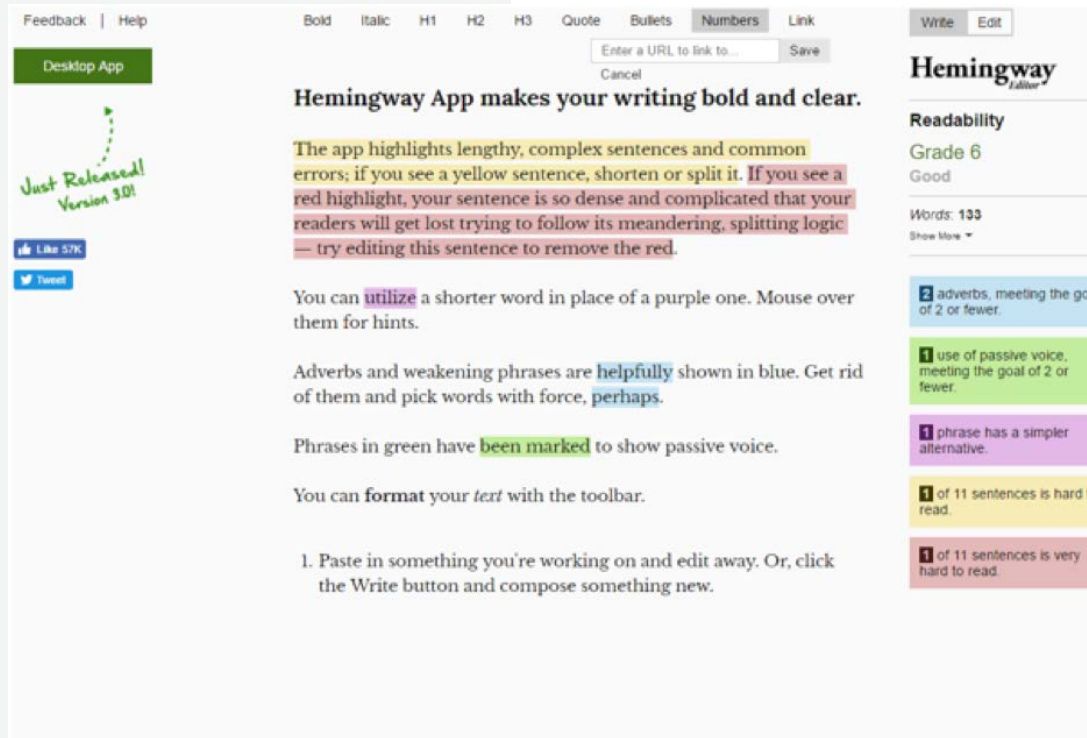 Feedback | Help
Bold Italic H1 H2 H3 Quote Bullets Numbers Link
Write Edit
Enter a URL to link to... Save
Cancel
Desktop App
Just Released!
Version 3.0!
Like 57K
Tweet
Hemingway App makes your writing bold and clear.
The app highlights lengthy, complex sentences and common
errors; if you see a yellow sentence, shorten or split it. If you see a
red highlight, your sentence is so dense and complicated that your
readers will get lost trying to follow its meandering, splitting logic
— try editing this sentence to remove the red.
You can utilize a shorter word in place of a purple one. Mouse over
them for hints.
Adverbs and weakening phrases are helpfully shown in blue. Get rid
of them and pick words with force, perhaps.
Phrases in green have been marked to show passive voice.
You can format your text with the toolbar.
1. Paste in something you're working on and edit away. Or, click
the Write button and compose something new.
Hemingway
Editor
Readability
Grade 6
Good
Words: 133
Show More
2 adverbs, meeting the go
of 2 or fewer.
1 use of passive voice,
meeting the goal of 2 or
fewer.
1 phrase has a simpler
alternative.
1 of 11 sentences is hard
read.
1 of 11 sentences is very
hard to read.